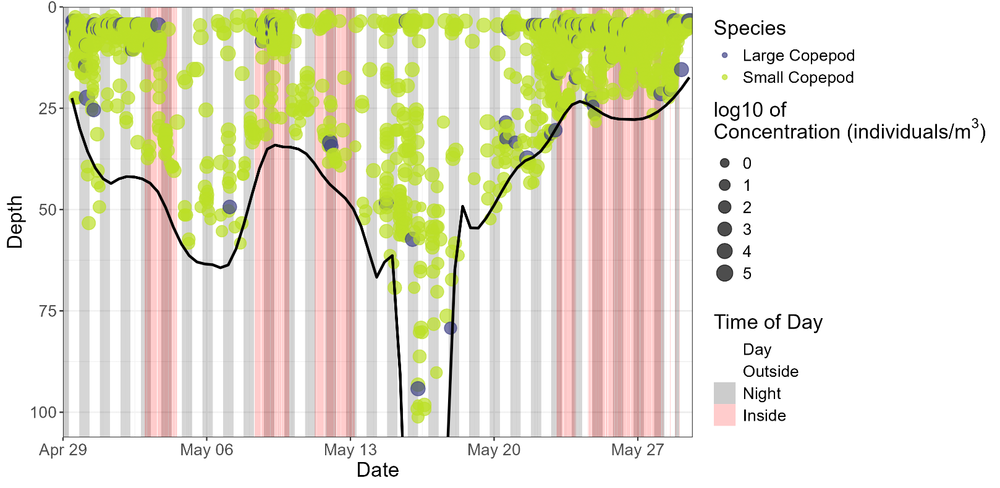 0
25
50
75
100
Depth
Apr 29
May 06
May 13
May 20
May 27
Date
Species
Large Copepod
Small Copepod
log10 of
Concentration (individuals/m³)
0
1
2
3
4
5
Time of Day
Day
Outside
Night
Inside